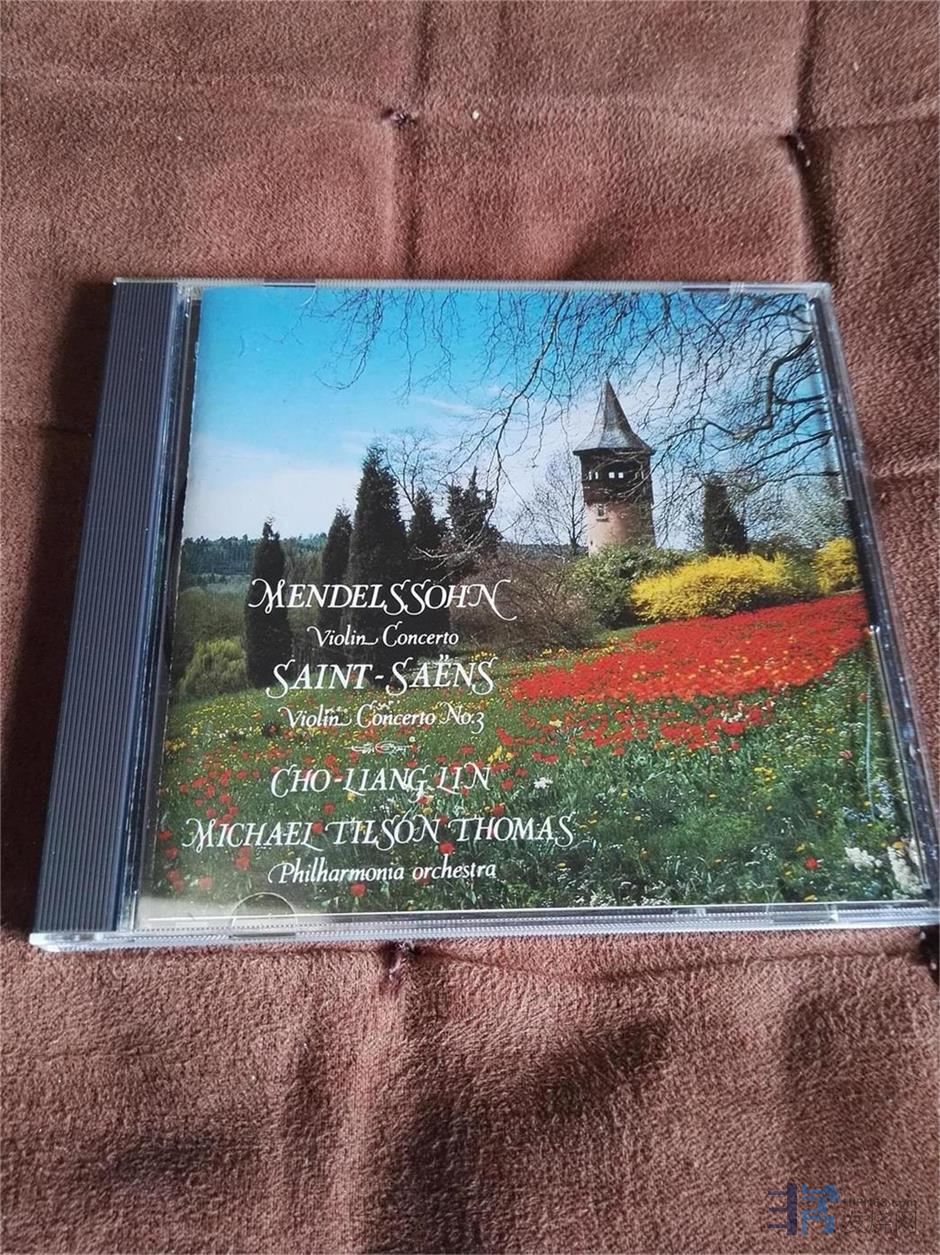 MENDELSSOHN
Violin Concerto
SAINT-SAËNS
Violin Concerto No.3
CHO-LIANG LIN
MICHAEL TILSON THOMAS
Philharmonia orchestra